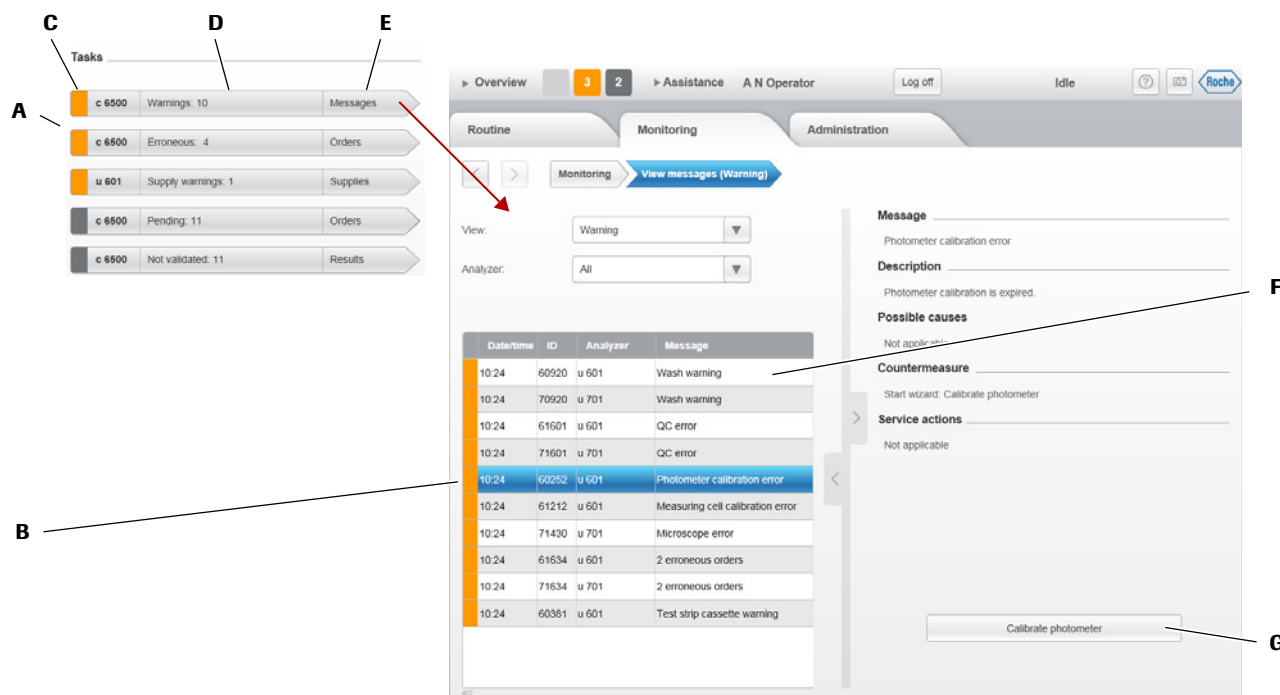 C D E
Tasks
A
c 6500 Warnings: 10 Messages
c 6500 Erroneous: 4 Orders
u 601 Supply warnings: 1 Supplies
c 6500 Pending: 11 Orders
c 6500 Not validated: 11 Results
Overview 3 2 Assistance A N Operator Log off Idle ? Roche
Routine Monitoring Administration
< > Monitoring View messages (Warning)
View: Warning
Analyzer: All
Date/time ID Analyzer Message
10:24 60920 u 601 Wash warning
10:24 70920 u 701 Wash warning
10:24 61601 u 601 QC error
10:24 71601 u 701 QC error
10:24 60252 u 601 Photometer calibration error
10:24 61212 u 601 Measuring cell calibration error
10:24 71430 u 701 Microscope error
10:24 61634 u 601 2 erroneous orders
10:24 71634 u 701 2 erroneous orders
10:24 60381 u 601 Test strip cassette warning
B
Message
Photometer calibration error
Description
Photometer calibration is expired.
Possible causes
Not applicable
Countermeasure
Start wizard: Calibrate photometer
Service actions
Not applicable
> <
Calibrate photometer
F
G